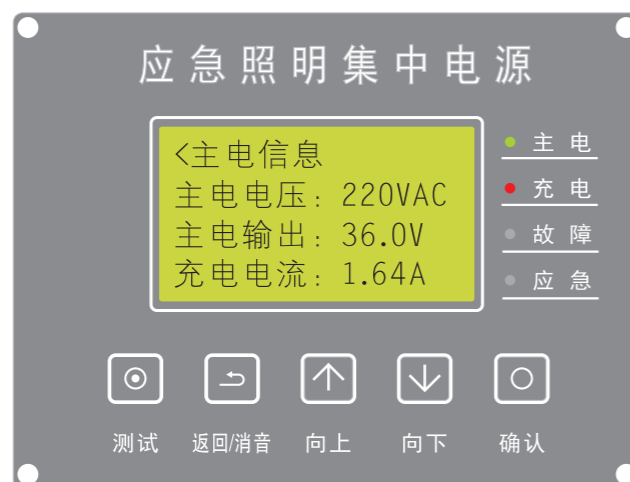 应急照明集中电源
<主电信息
主电电压: 220VAC
主电输出: 36.0V
充电电流: 1.64A
主电
充电
故障
应急
测试 返回/消音 向上 向下 确认